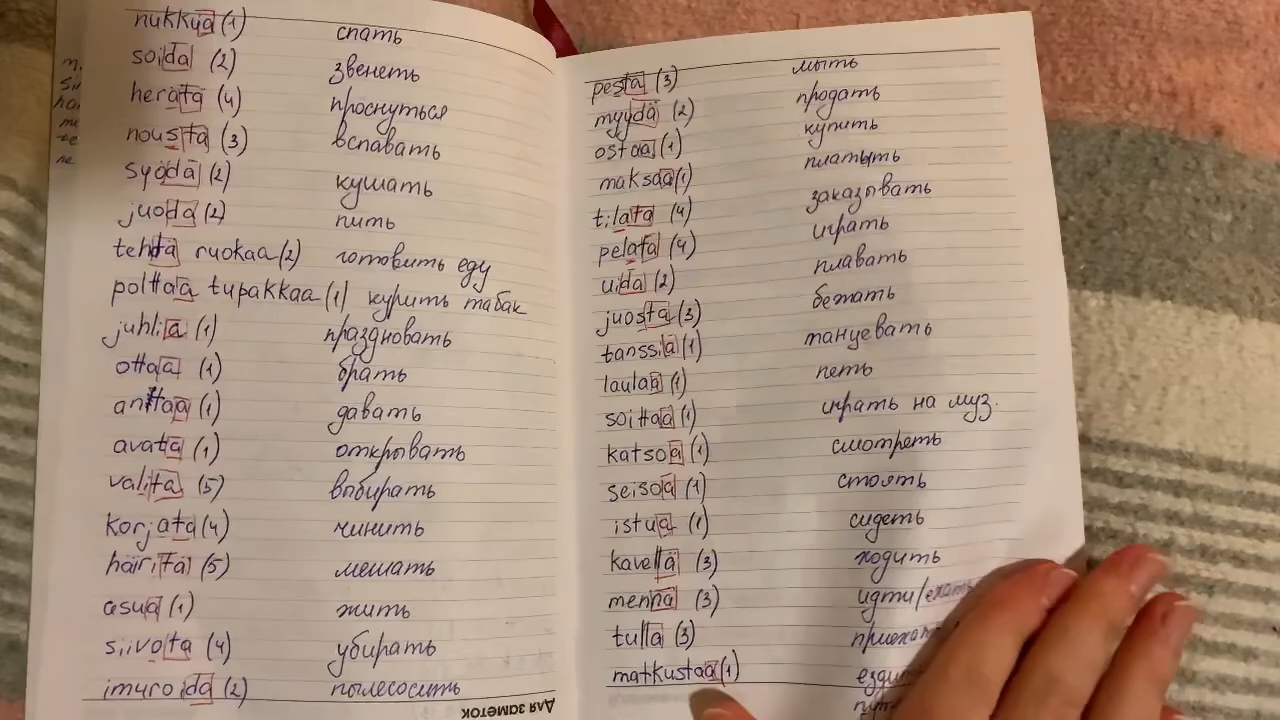 nukkua (1) спать
soida (2) звенеть
herätä (4) проснуться
nousta (3) вспавать
syödä (2) кушать
juoda (2) пить
tehdä ruokaa (2) готовить еду
polttaa tupakkaa (1) курить табак
juhlia (1) праздновать
ottaa (1) брать
antaa (1) давать
avata (1) открывать
valita (5) выбирать
korjata (4) чинить
häiritä (5) мешать
asua (1) жить
siivota (4) убирать
imuroida (2) пылесосить
Для заметок
pestä (3) мыть
myydä (2) продать
ostaa (1) купить
maksaa (1) платыть
tilata (4) заказывать
pelata (4) играть
uida (2) плавать
juosta (3) бежать
tanssia (1) танцевать
laulaa (1) петь
soittaa (1) играть на муз.
katsoa (1) смотреть
seisoa (1) стоять
istua (1) сидеть
kavellä (3) ходить
mennä (3) идти/ехать
tulla (3)
matkustaa (1)